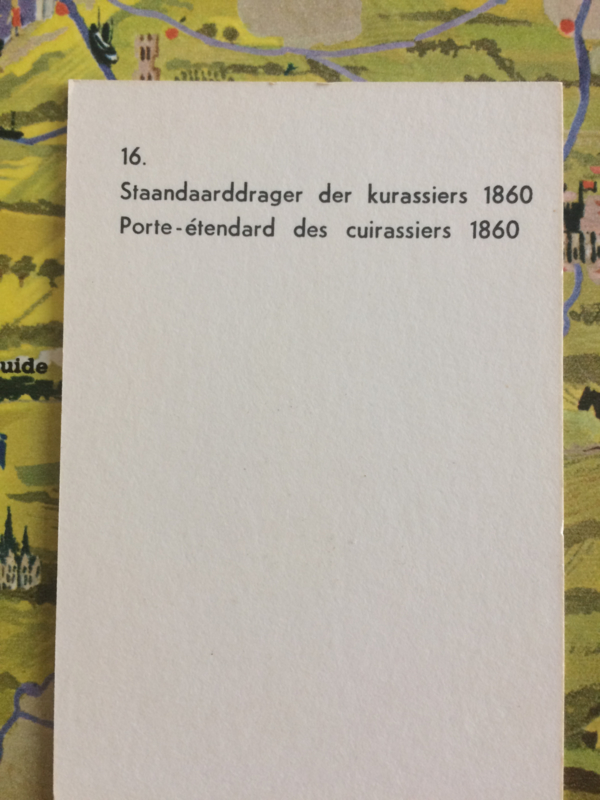 16.
Staandaarddrager der kurassiers 1860
Porte-étendard des cuirassiers 1860
uide